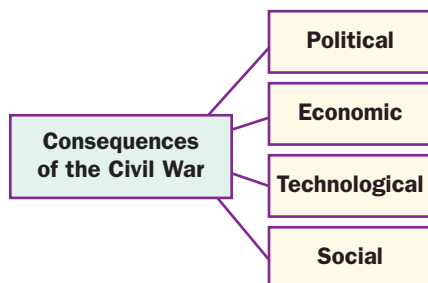 Consequences
of the Civil War
Political
Economic
Technological
Social